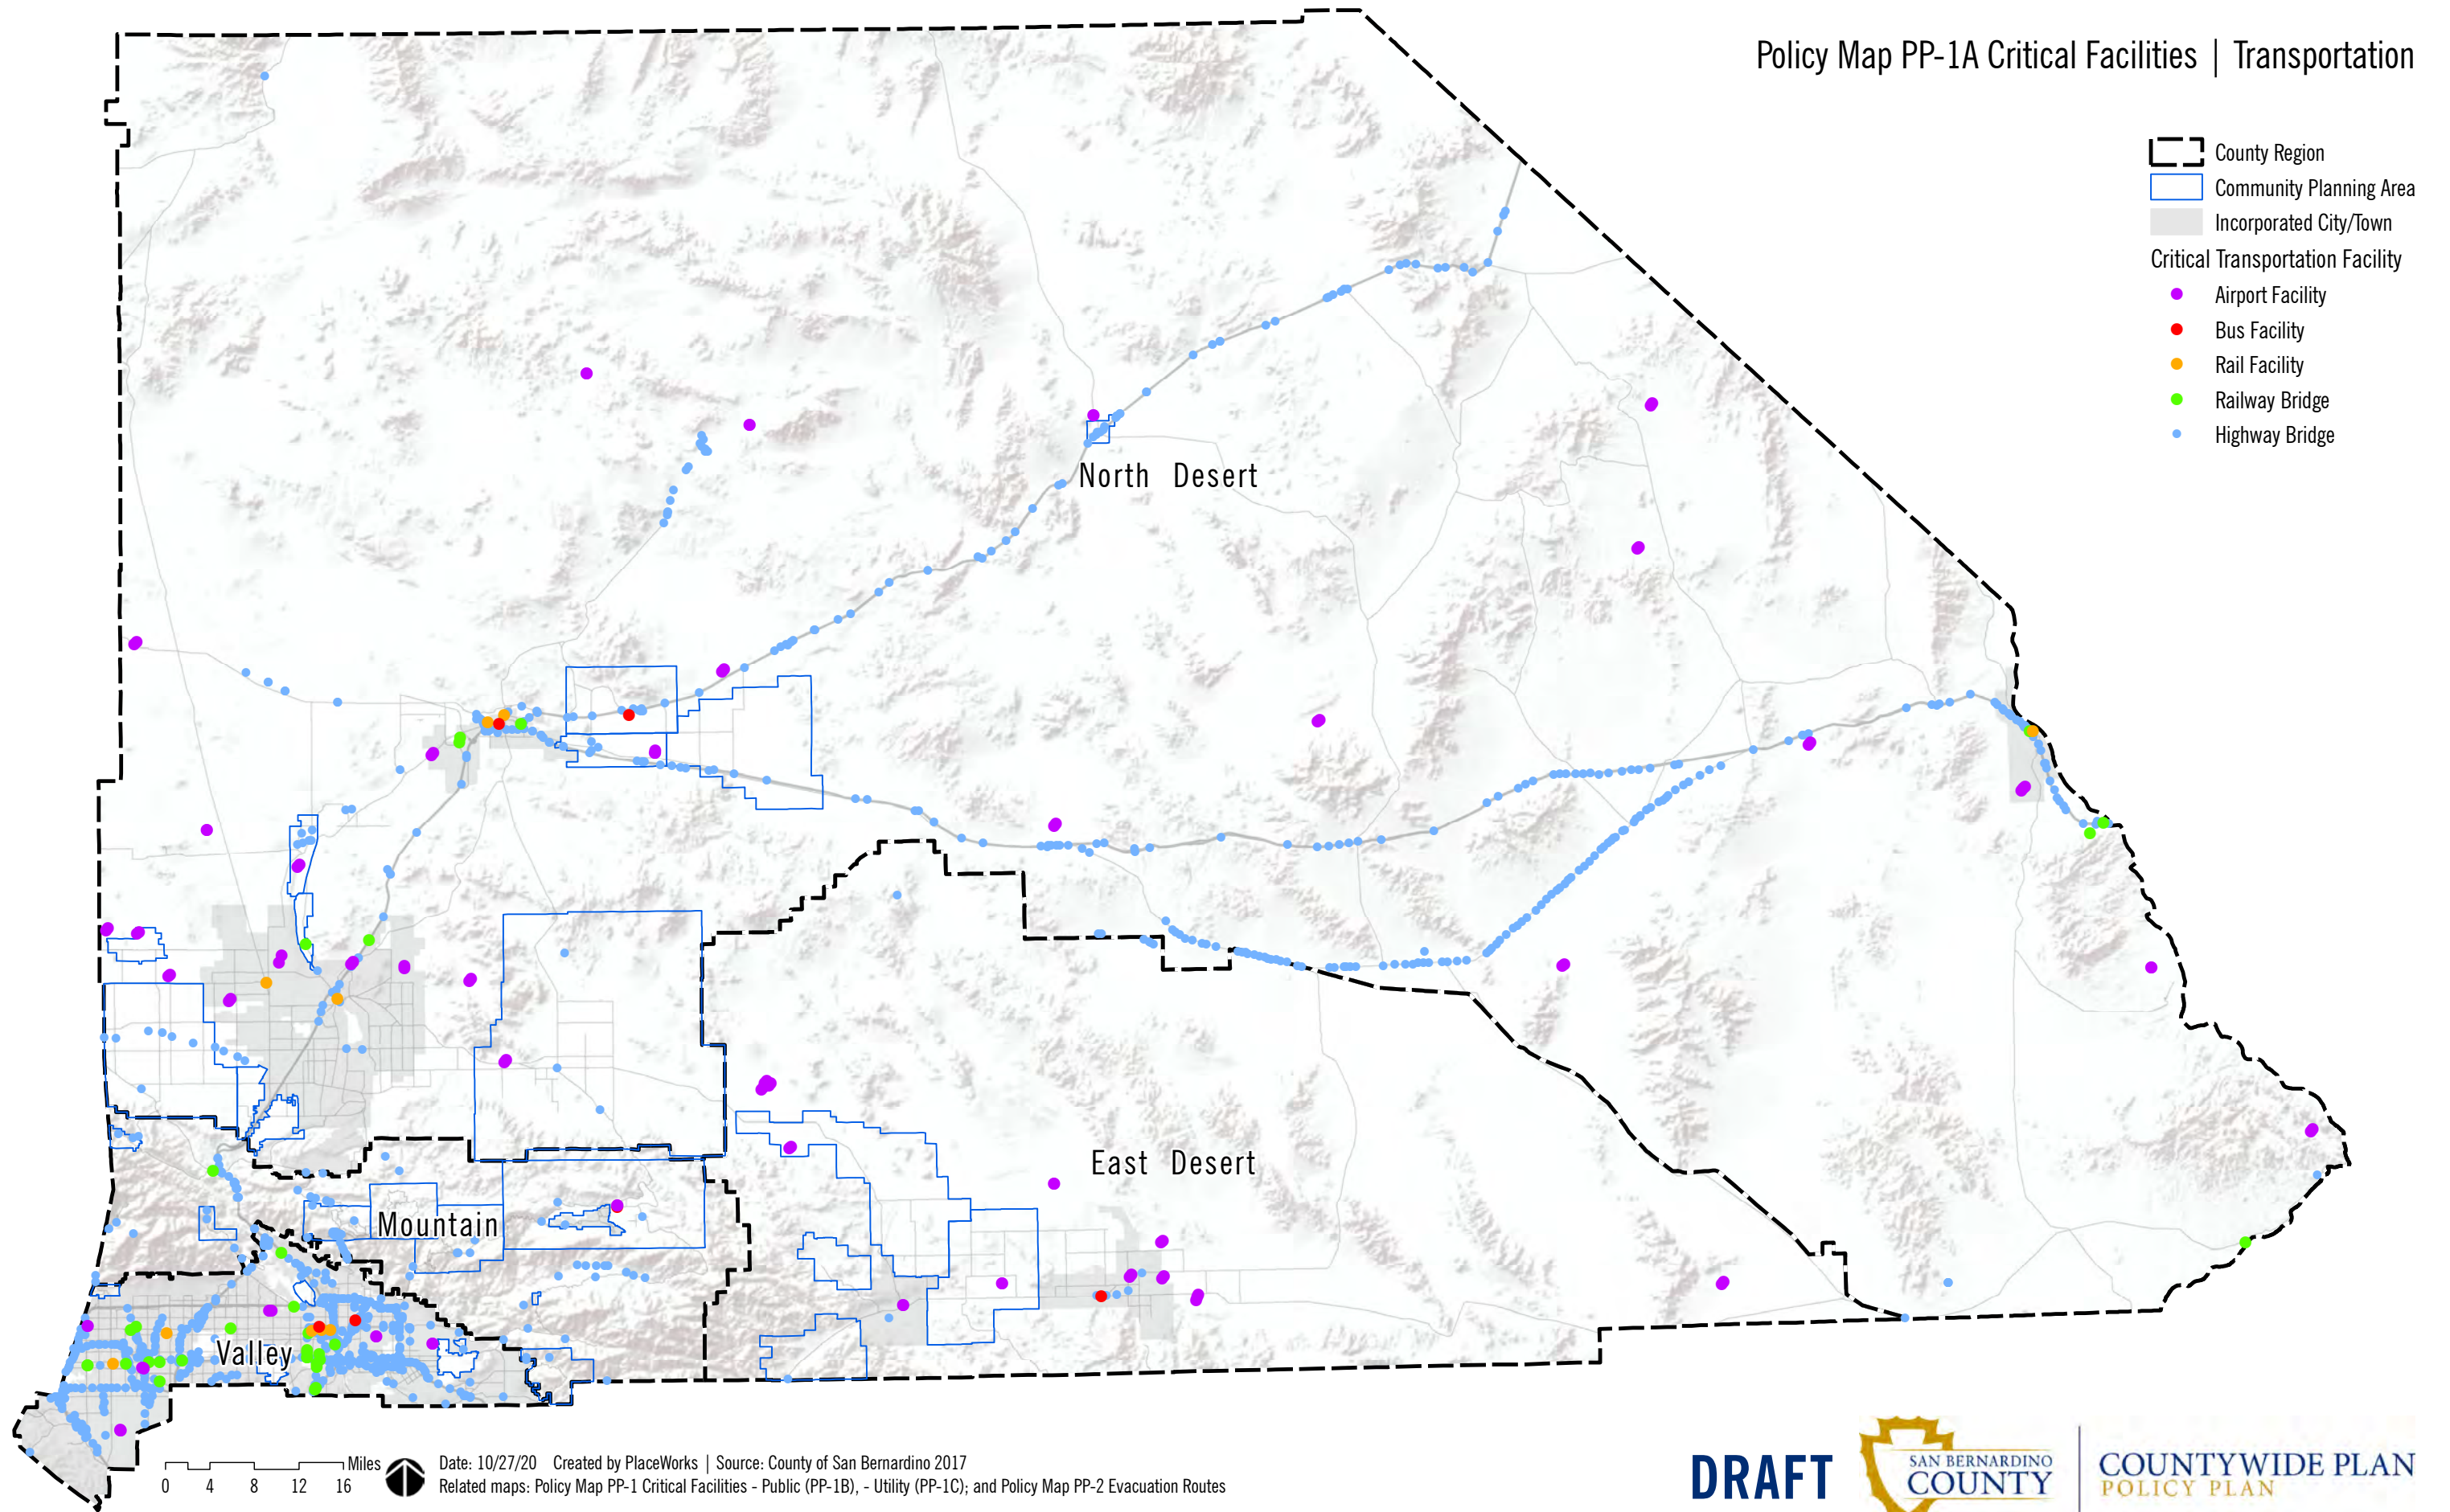 Policy Map PP-1A Critical Facilities | Transportation
County Region
Community Planning Area
Incorporated City/Town
Critical Transportation Facility
Airport Facility
Bus Facility
Rail Facility
Railway Bridge
Highway Bridge
North Desert
East Desert
Mountain
Valley
Miles
0 4 8 12 16
Date: 10/27/20 Created by PlaceWorks | Source: County of San Bernardino 2017
Related maps: Policy Map PP-1 Critical Facilities - Public (PP-1B), - Utility (PP-1C); and Policy Map PP-2 Evacuation Routes
DRAFT
SAN BERNARDINO
COUNTY
COUNTYWIDE PLAN
POLICY PLAN